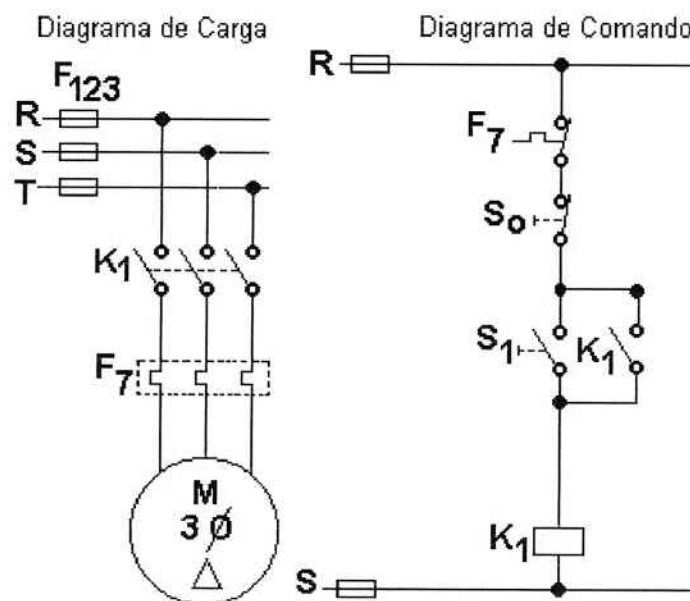 Diagrama de Carga
F123
R
S
T
K1
F7
M
3 Ø
Diagrama de Comando
R
F7
S0
S1
K1
K1
S